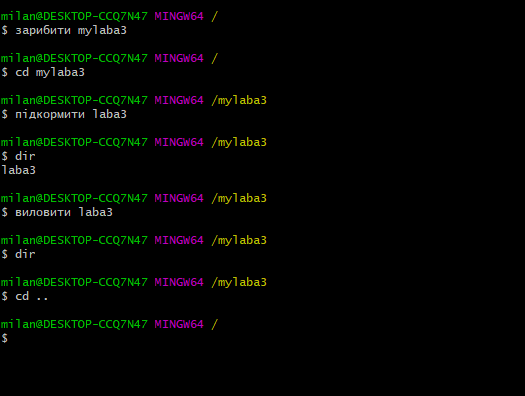 milan@DESKTOP-CCQ7N47 MINGW64 /
$ зарибити mylaba3
milan@DESKTOP-CCQ7N47 MINGW64 /
$ cd mylaba3
milan@DESKTOP-CCQ7N47 MINGW64 /mylaba3
$ підкормити laba3
milan@DESKTOP-CCQ7N47 MINGW64 /mylaba3
$ dir
laba3
milan@DESKTOP-CCQ7N47 MINGW64 /mylaba3
$ виловити laba3
milan@DESKTOP-CCQ7N47 MINGW64 /mylaba3
$ dir
milan@DESKTOP-CCQ7N47 MINGW64 /mylaba3
$ cd ..
milan@DESKTOP-CCQ7N47 MINGW64 /
$